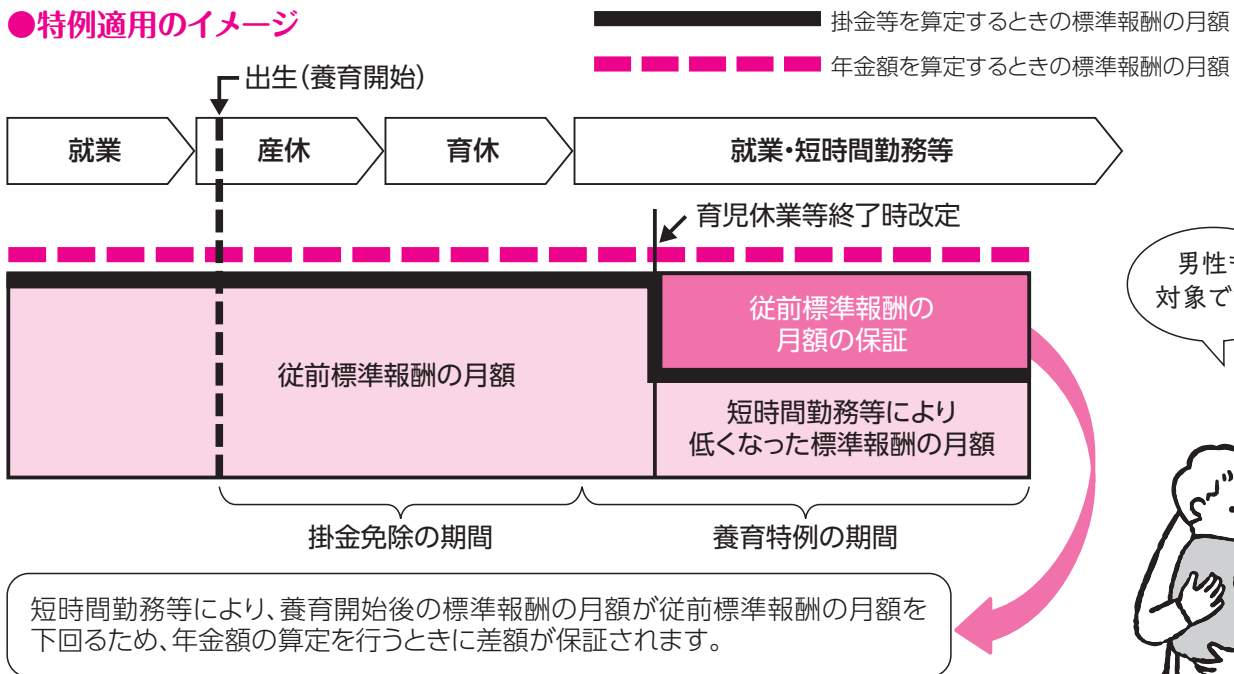 ●特例適用のイメージ
掛金等を算定するときの標準報酬の月額
年金額を算定するときの標準報酬の月額
出生(養育開始)
就業
産休
育休
就業・短時間勤務等
育児休業等終了時改定
男性
対象で
従前標準報酬の
月額の保証
従前標準報酬の月額
短時間勤務等により
低くなった標準報酬の月額
掛金免除の期間
養育特例の期間
短時間勤務等により、養育開始後の標準報酬の月額が従前標準報酬の月額を
下回るため、年金額の算定を行うときに差額が保証されます。